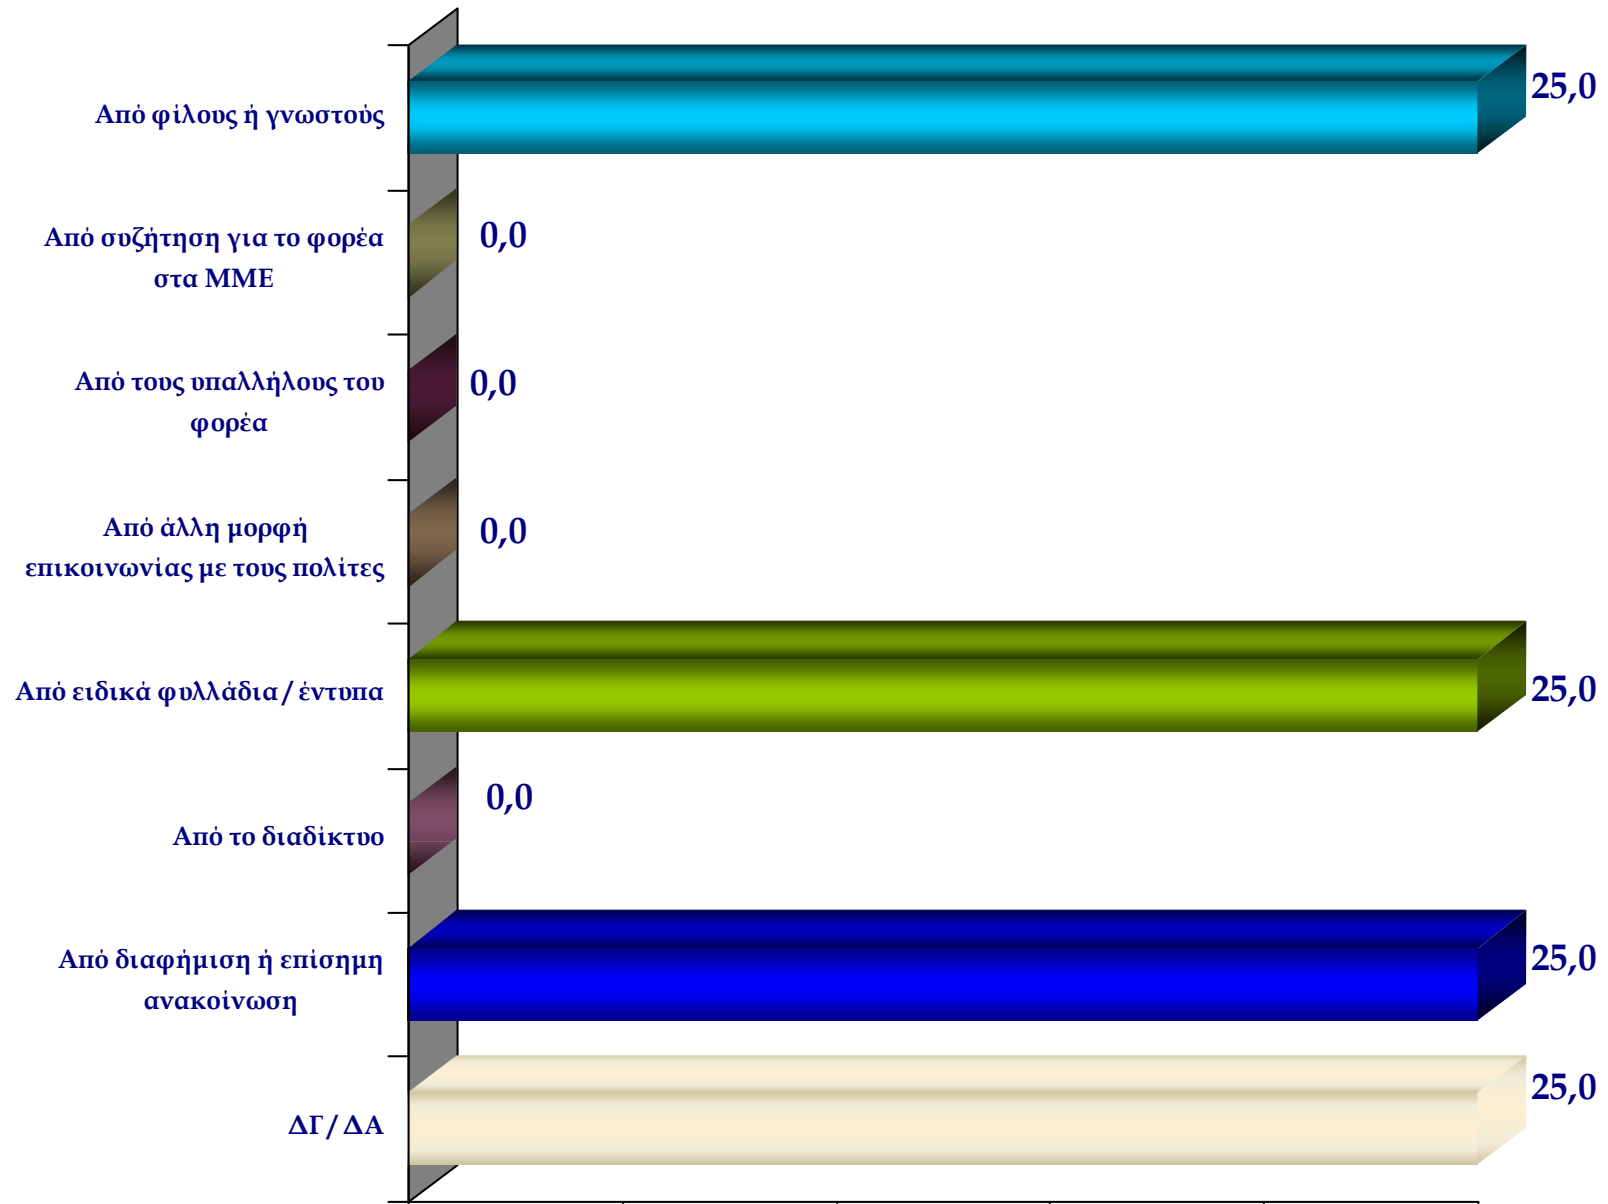 Από φίλους ή γνωστούς
25,0
Από συζήτηση για το φορέα
στα ΜΜΕ
0,0
Από τους υπαλλήλους του
φορέα
0,0
Από άλλη μορφή
επικοινωνίας με τους πολίτες
0,0
Από ειδικά φυλλάδια/έντυπα
25,0
Από το διαδίκτυο
0,0
Από διαφήμιση ή επίσημη
ανακοίνωση
25,0
ΔΓ/ΔΑ
25,0